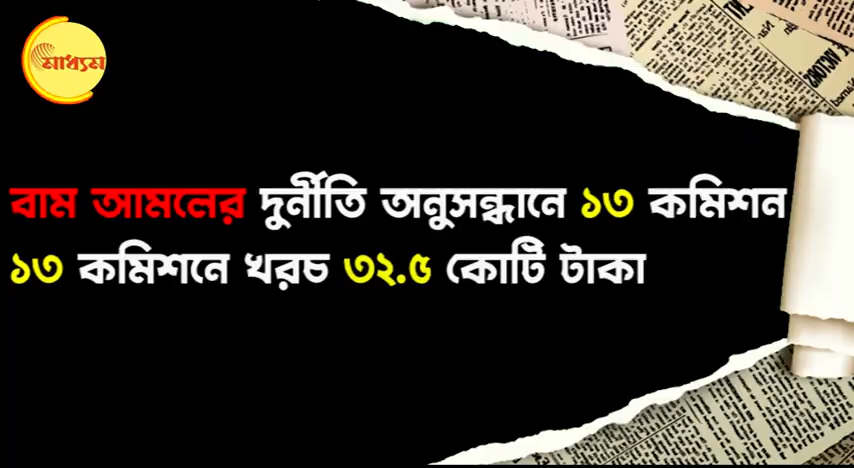 মাধ্যম
বাম আমলের দুর্নীতি অনুসন্ধানে ১৩ কমিশন
১৩ কমিশনে খরচ ৩২.৫ কোটি টাকা